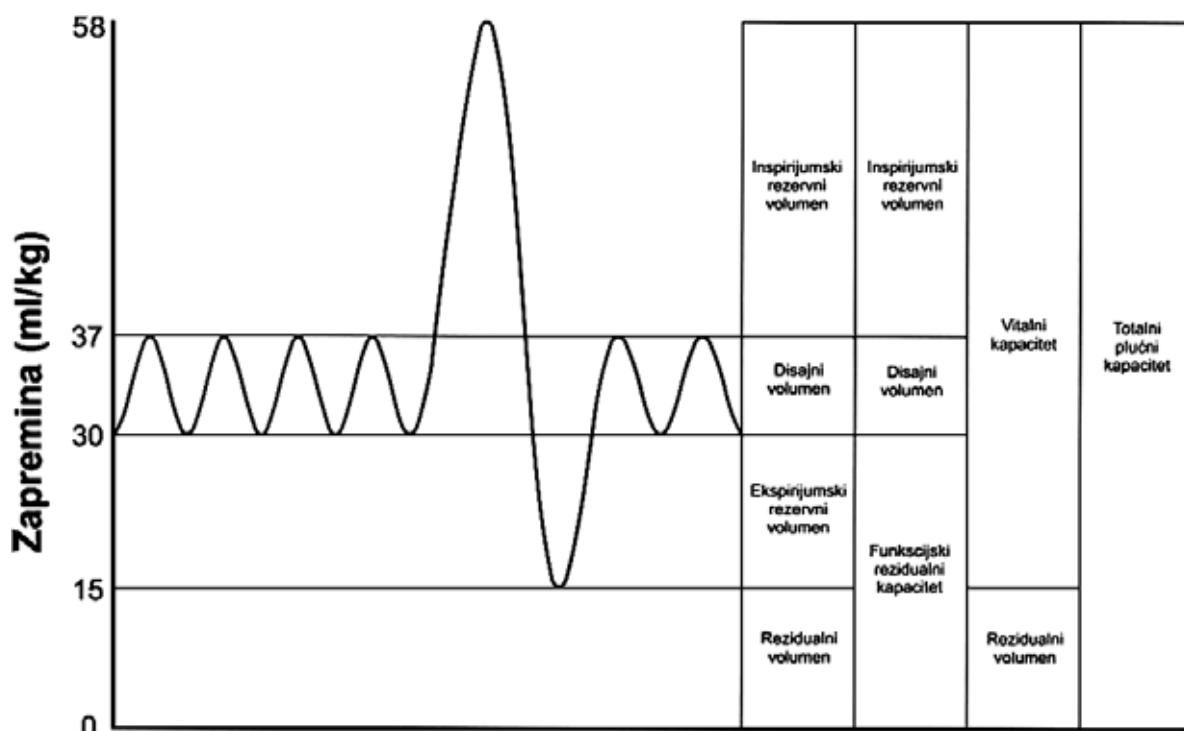 58
37
30
15
0
Zapremina (ml/kg)
Inspirijumski
rezervni
volumen
Inspirijumski
rezervni
volumen
Disajni
volumen
Disajni
volumen
Vitalni
kapacitet
Totalni
plućni
kapacitet
Ekspirijumski
rezervni
volumen
Funkscijski
rezidualni
kapacitet
Rezidualni
volumen
Rezidualni
volumen